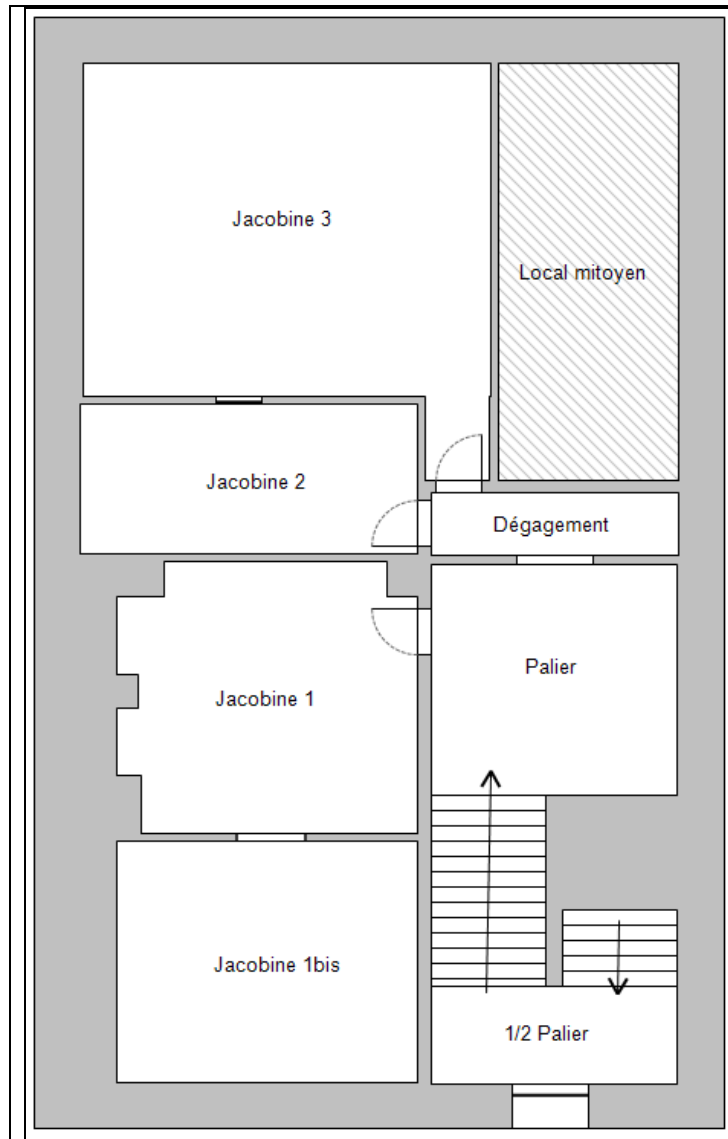 Jacobine 3
Local mitoyen
Jacobine 2
Dégagement
Palier
Jacobine 1
Jacobine 1bis
1/2 Palier